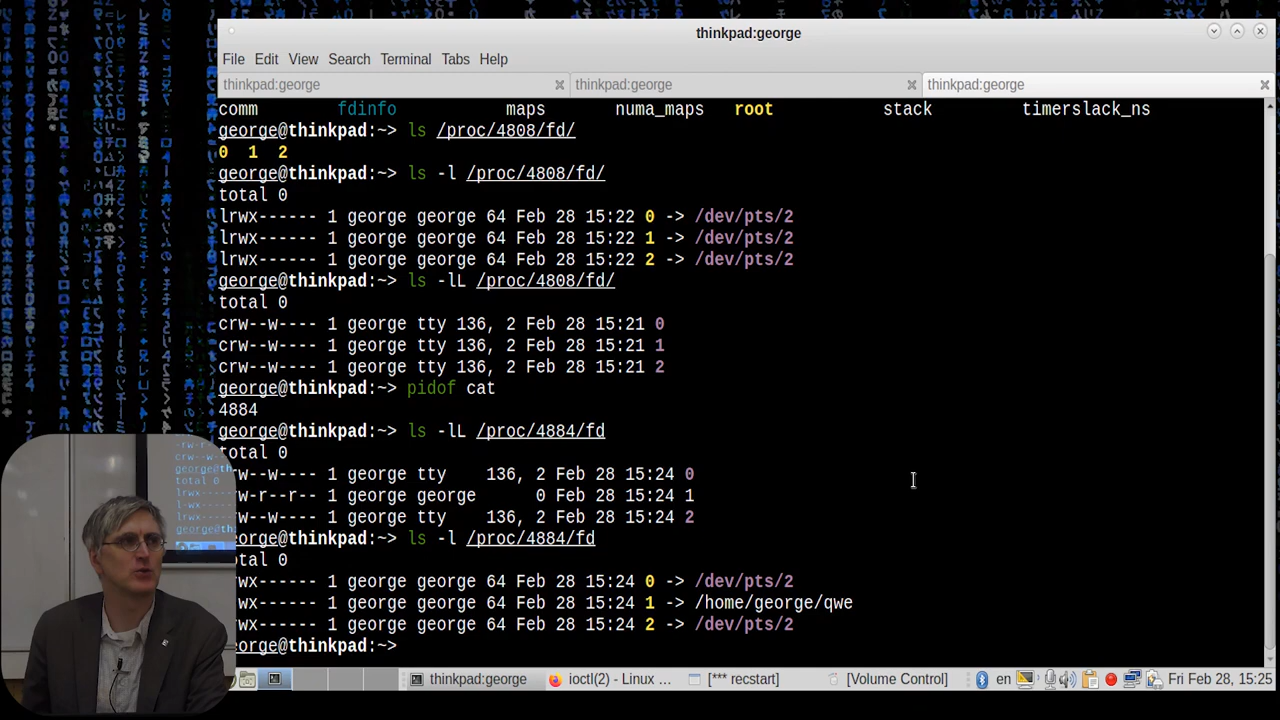 thinkpad:george
File Edit View Search Terminal Tabs Help
thinkpad:george thinkpad:george thinkpad:george
comm fdinfo maps numa_maps root stack timerslack_ns
george@thinkpad:~> ls /proc/4808/fd/
0 1 2
george@thinkpad:~> ls -l /proc/4808/fd/
total 0
lrwx------ 1 george george 64 Feb 28 15:22 0 -> /dev/pts/2
lrwx------ 1 george george 64 Feb 28 15:22 1 -> /dev/pts/2
lrwx------ 1 george george 64 Feb 28 15:22 2 -> /dev/pts/2
george@thinkpad:~> ls -lL /proc/4808/fd/
total 0
crw--w---- 1 george tty 136, 2 Feb 28 15:21 0
crw--w---- 1 george tty 136, 2 Feb 28 15:21 1
crw--w---- 1 george tty 136, 2 Feb 28 15:21 2
george@thinkpad:~> pidof cat
4884
george@thinkpad:~> ls -lL /proc/4884/fd
total 0
rw--w---- 1 george tty 136, 2 Feb 28 15:24 0
rw-r--r-- 1 george george 0 Feb 28 15:24 1
rw--w---- 1 george tty 136, 2 Feb 28 15:24 2
george@thinkpad:~> ls -l /proc/4884/fd
otal 0
rwx------ 1 george george 64 Feb 28 15:24 0 -> /dev/pts/2
wx------ 1 george george 64 Feb 28 15:24 1 -> /home/george/qwe
rwx------ 1 george george 64 Feb 28 15:24 2 -> /dev/pts/2
eorge@thinkpad:~>
thinkpad:george ioctl(2) - Linux ... [*** recstart] [Volume Control] en Fri Feb 28, 15:25